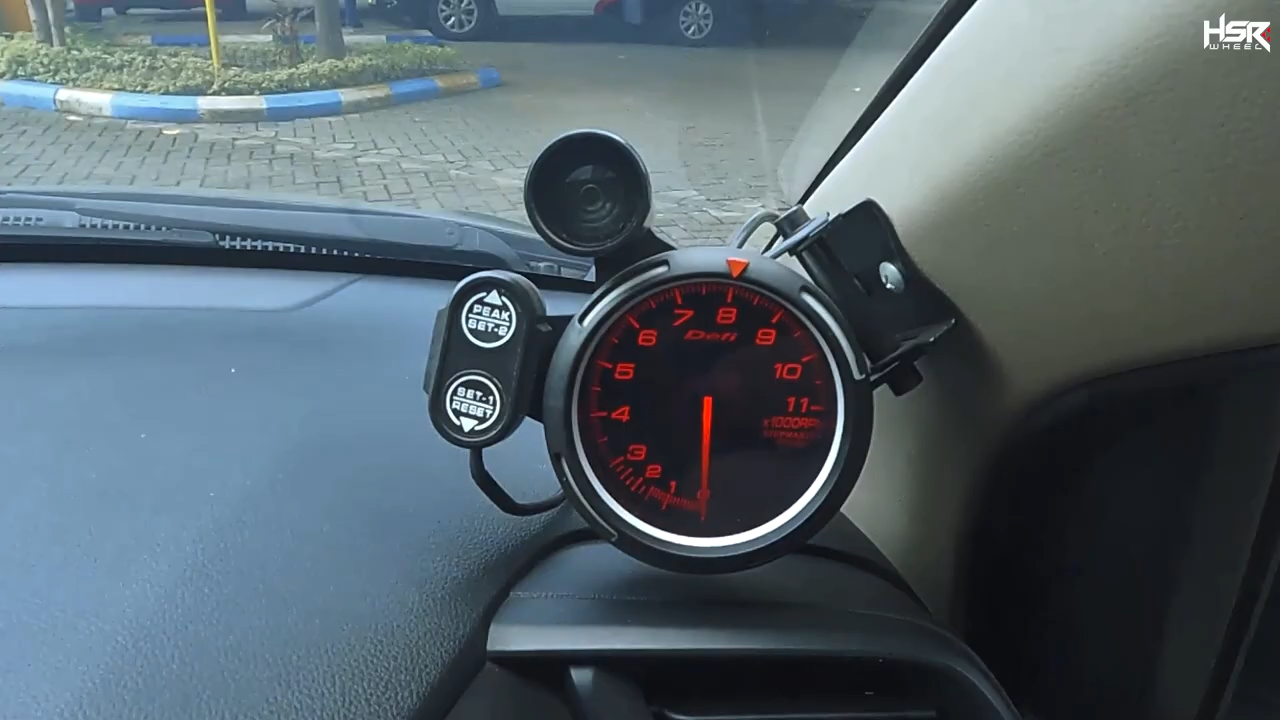 HSR
WHEEL
PEAK
SET-2
SET-1
RESET
Defi
0
1
2
3
4
5
6
7
8
9
10
11
x1000RPM